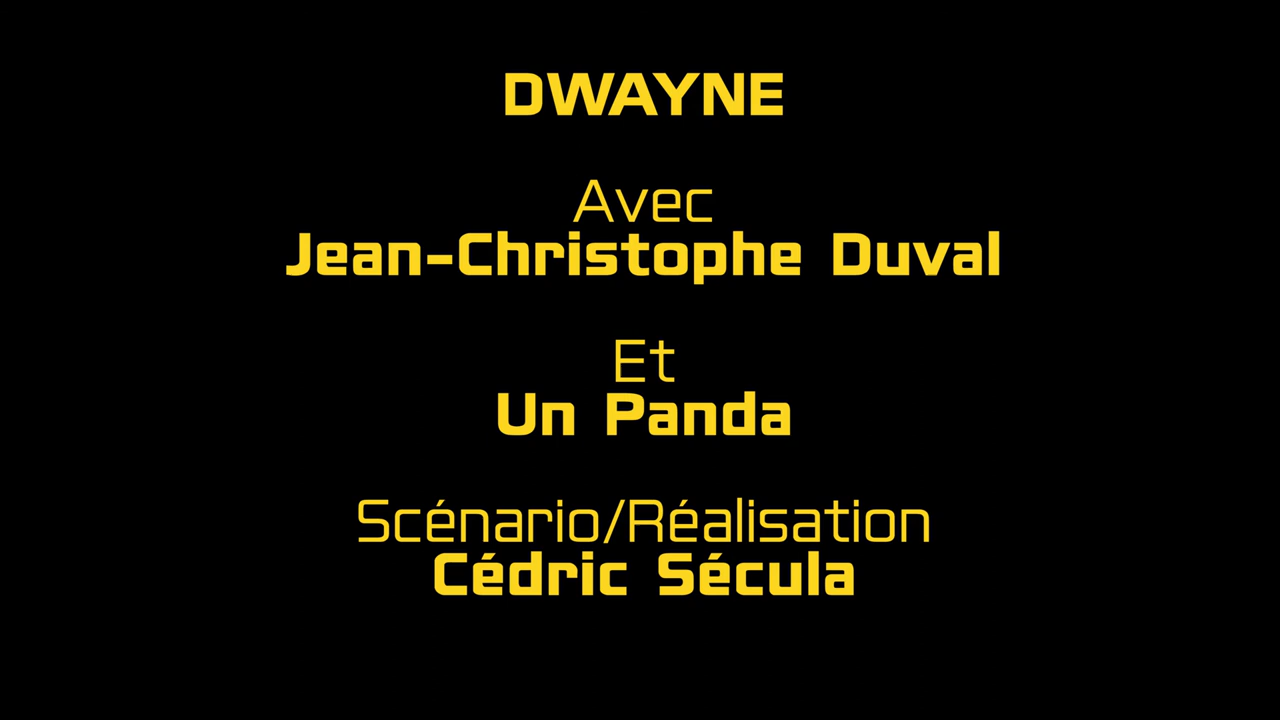 DWAYNE
Avec
Jean-Christophe Duval
Et
Un Panda
Scénario/Réalisation
Cédric Sécula